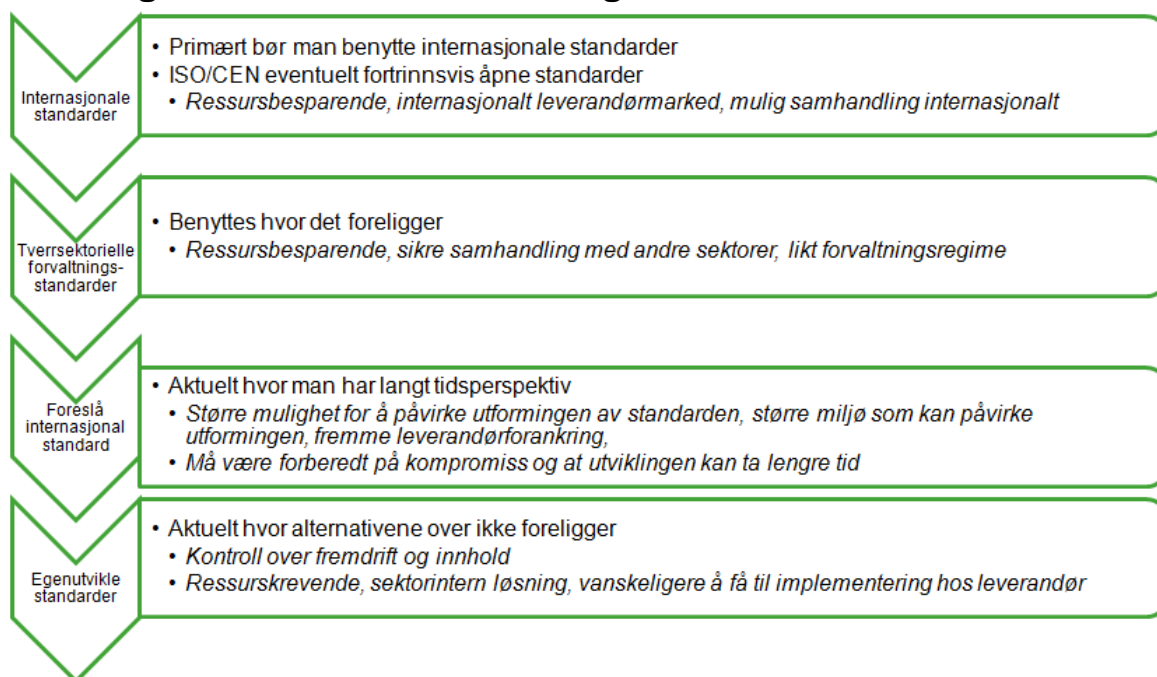 Internasjonale
standarder
• Primært bør man benytte internasjonale standarder
• ISO/CEN eventuelt fortrinnsvis åpne standarder
• Ressursbesparende, internasjonalt leverandørmarked, mulig samhandling internasjonalt
Tverrsektorielle
forvaltnings-
standarder
• Benyttes hvor det foreligger
• Ressursbesparende, sikre samhandling med andre sektorer, likt forvaltningsregime
Foreslå
internasjonal
standard
• Aktuelt hvor man har langt tidsperspektiv
• Større mulighet for å påvirke utformingen av standarden, større miljø som kan påvirke
utformingen, fremme leverandørforankring,
• Må være forberedt på kompromiss og at utviklingen kan ta lengre tid
Egenutvikle
standarder
• Aktuelt hvor alternativene over ikke foreligger
• Kontroll over fremdrift og innhold
• Ressurskrevende, sektorintern løsning, vanskeligere å få til implementering hos leverandør